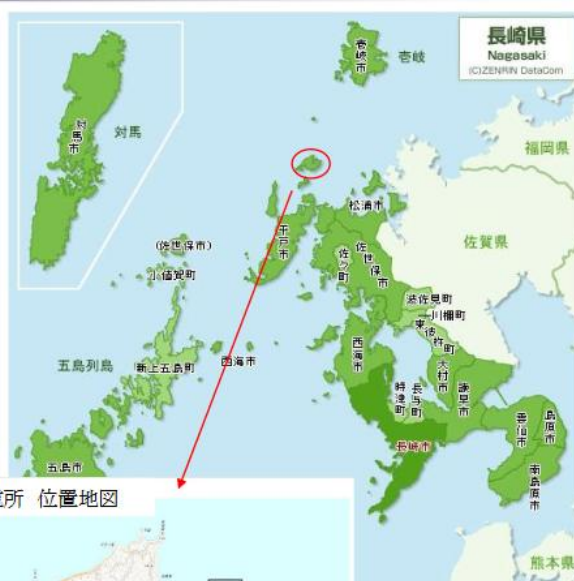 長崎県
Nagasaki
(C)ZENRIN DataCom
壱岐市
壱岐
対馬市
対馬
福岡県
松浦市
佐賀県
平戸市
(佐世保市)
小値賀町
佐々町
佐世保市
波佐見町
川棚町
東彼杵町
五島列島
新上五島町
西海市
西海市
大村市
時津町
長与町
諫早市
長崎市
雲仙市
島原市
南島原市
五島市
所 位置地図
熊本県